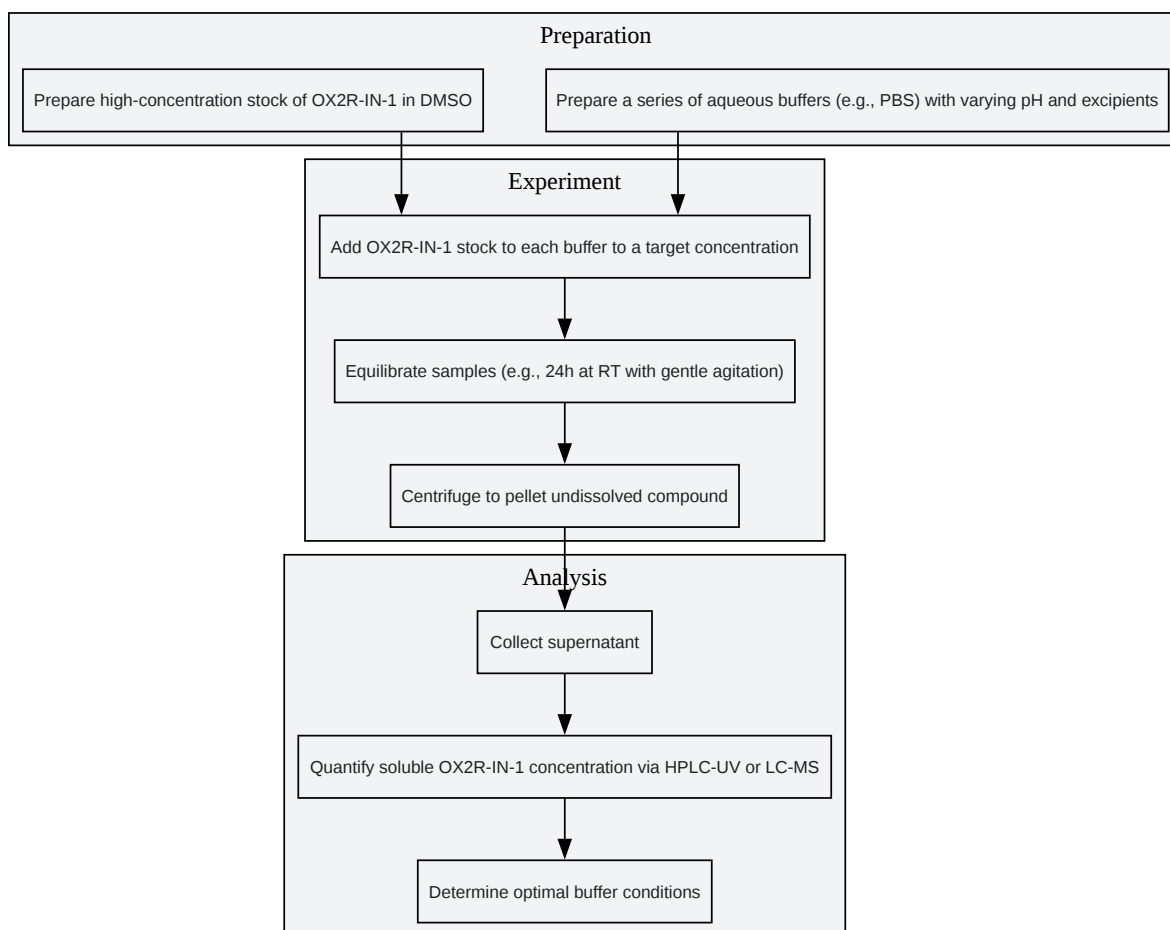 Preparation
Prepare high-concentration stock of OX2R-IN-1 in DMSO
Prepare a series of aqueous buffers (e.g., PBS) with varying pH and excipients
Experiment
Add OX2R-IN-1 stock to each buffer to a target concentration
Equilibrate samples (e.g., 24h at RT with gentle agitation)
Centrifuge to pellet undissolved compound
Analysis
Collect supernatant
Quantify soluble OX2R-IN-1 concentration via HPLC-UV or LC-MS
Determine optimal buffer conditions